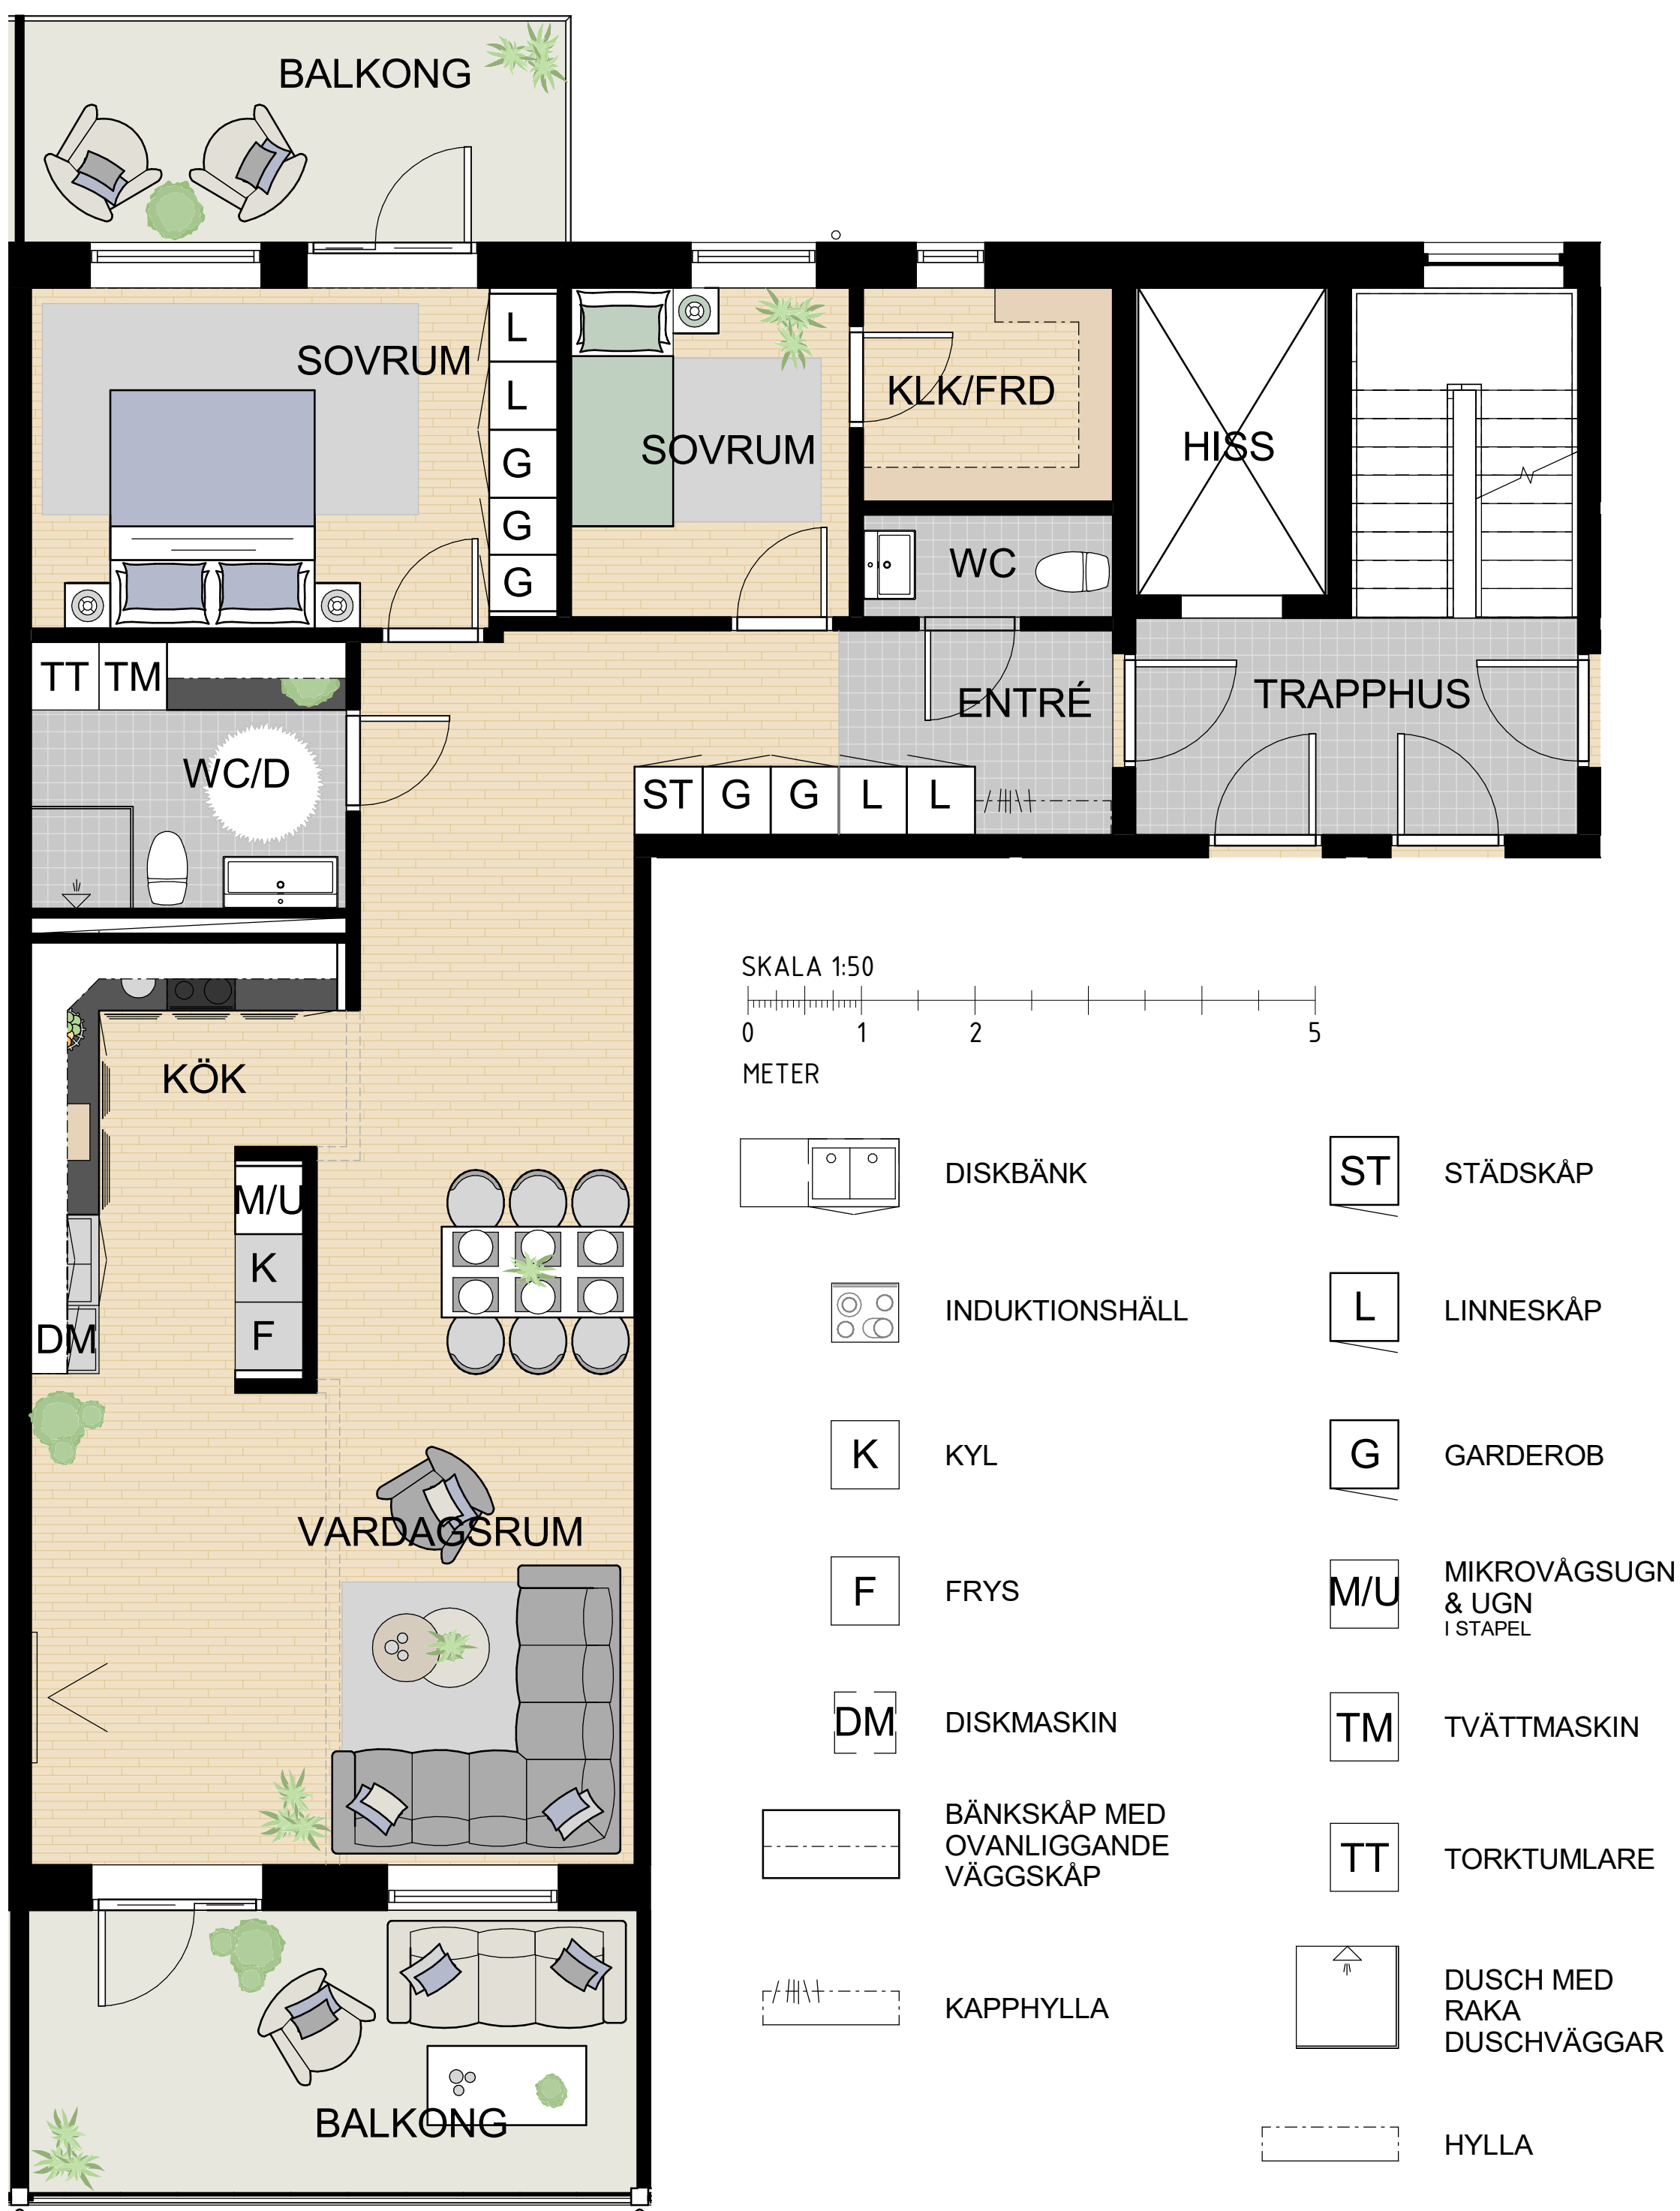 BALKONG
SOVRUM
L
L
G
G
G
SOVRUM
KLK/FRD
HISS
WC
TT
TM
WC/D
ENTRÉ
TRAPPHUS
ST
G
G
L
L
KÖK
M/U
K
F
DM
VARDAGSRUM
BALKONG
SKALA 1:50
0
1
2
5
METER
DISKBÄNK
INDUKTIONSHÄLL
K
KYL
F
FRYS
DM
DISKMASKIN
BÄNKSKÅP MED
OVANLIGGANDE
VÄGGSKÅP
KAPPHYLLA
ST
STÄDSKÅP
L
LINNESKÅP
G
GARDEROB
M/U
MIKROVÅGSUGN
& UGN
I STAPEL
TM
TVÄTTMASKIN
TT
TORKTUMLARE
DUSCH MED
RAKA
DUSCHVÄGGAR
HYLLA